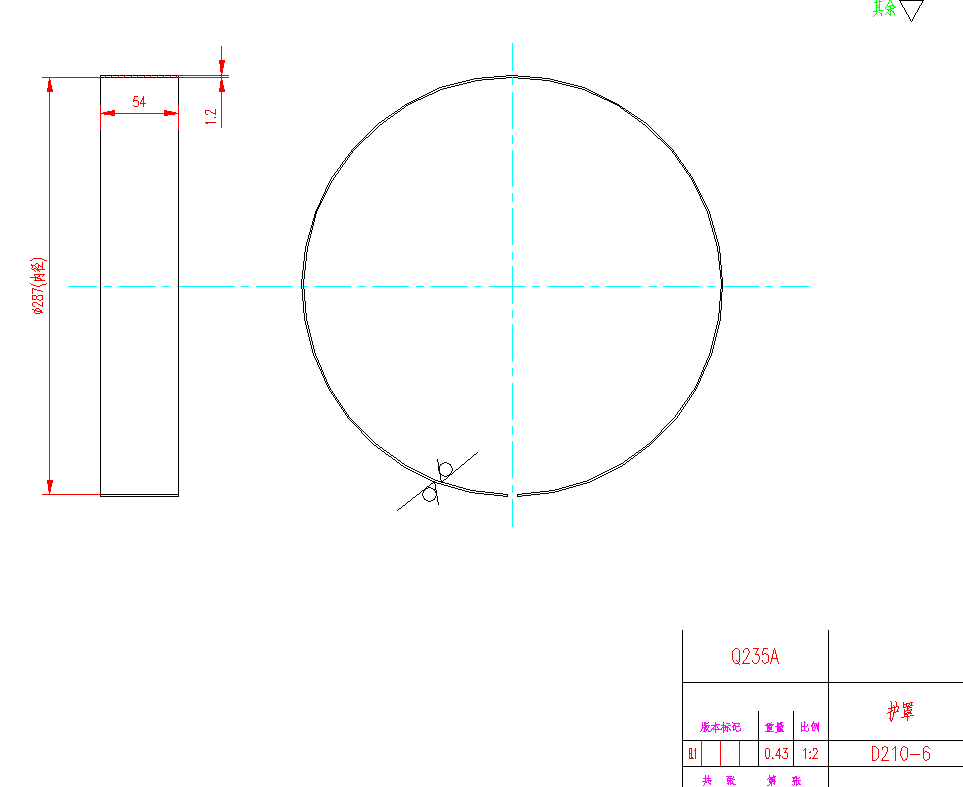 其余
54
1.2
φ287(内径)
Q235A
护罩
版本标记 重量 比例
0.43 1:2 D210-6
共 张 第 张